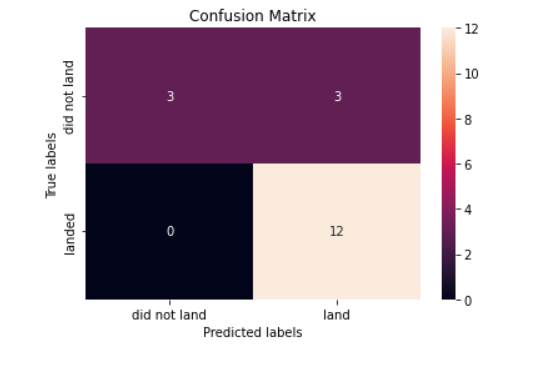 Confusion Matrix
True labels
did not land
landed
3
3
0
12
did not land
land
Predicted labels
12
10
8
6
4
2
0